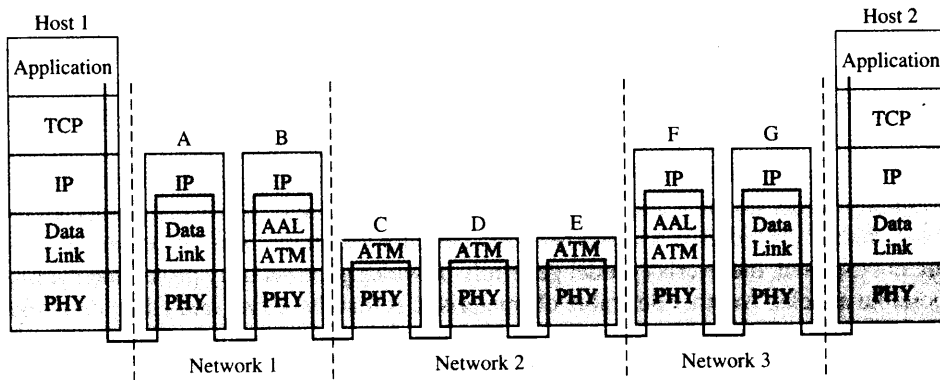 Host 1
Application
TCP
IP
Data
Link
PHY
A
IP
Data
Link
PHY
B
IP
AAL
ATM
PHY
Network 1
C
ATM
PHY
D
ATM
PHY
E
ATM
PHY
Network 2
F
IP
AAL
ATM
PHY
G
IP
Data
Link
PHY
Network 3
Host 2
Application
TCP
IP
Data
Link
PHY